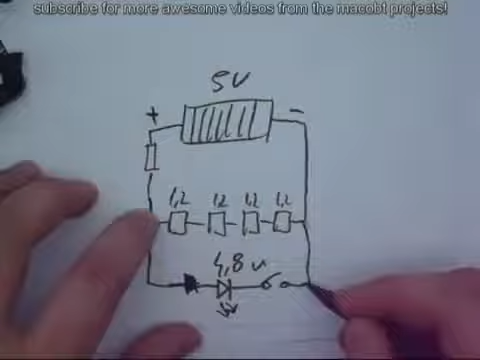 subscribe for more awesome videos from the macobt projects!
5V
+ -
1,2 1,2 1,2 1,2
4,8 v